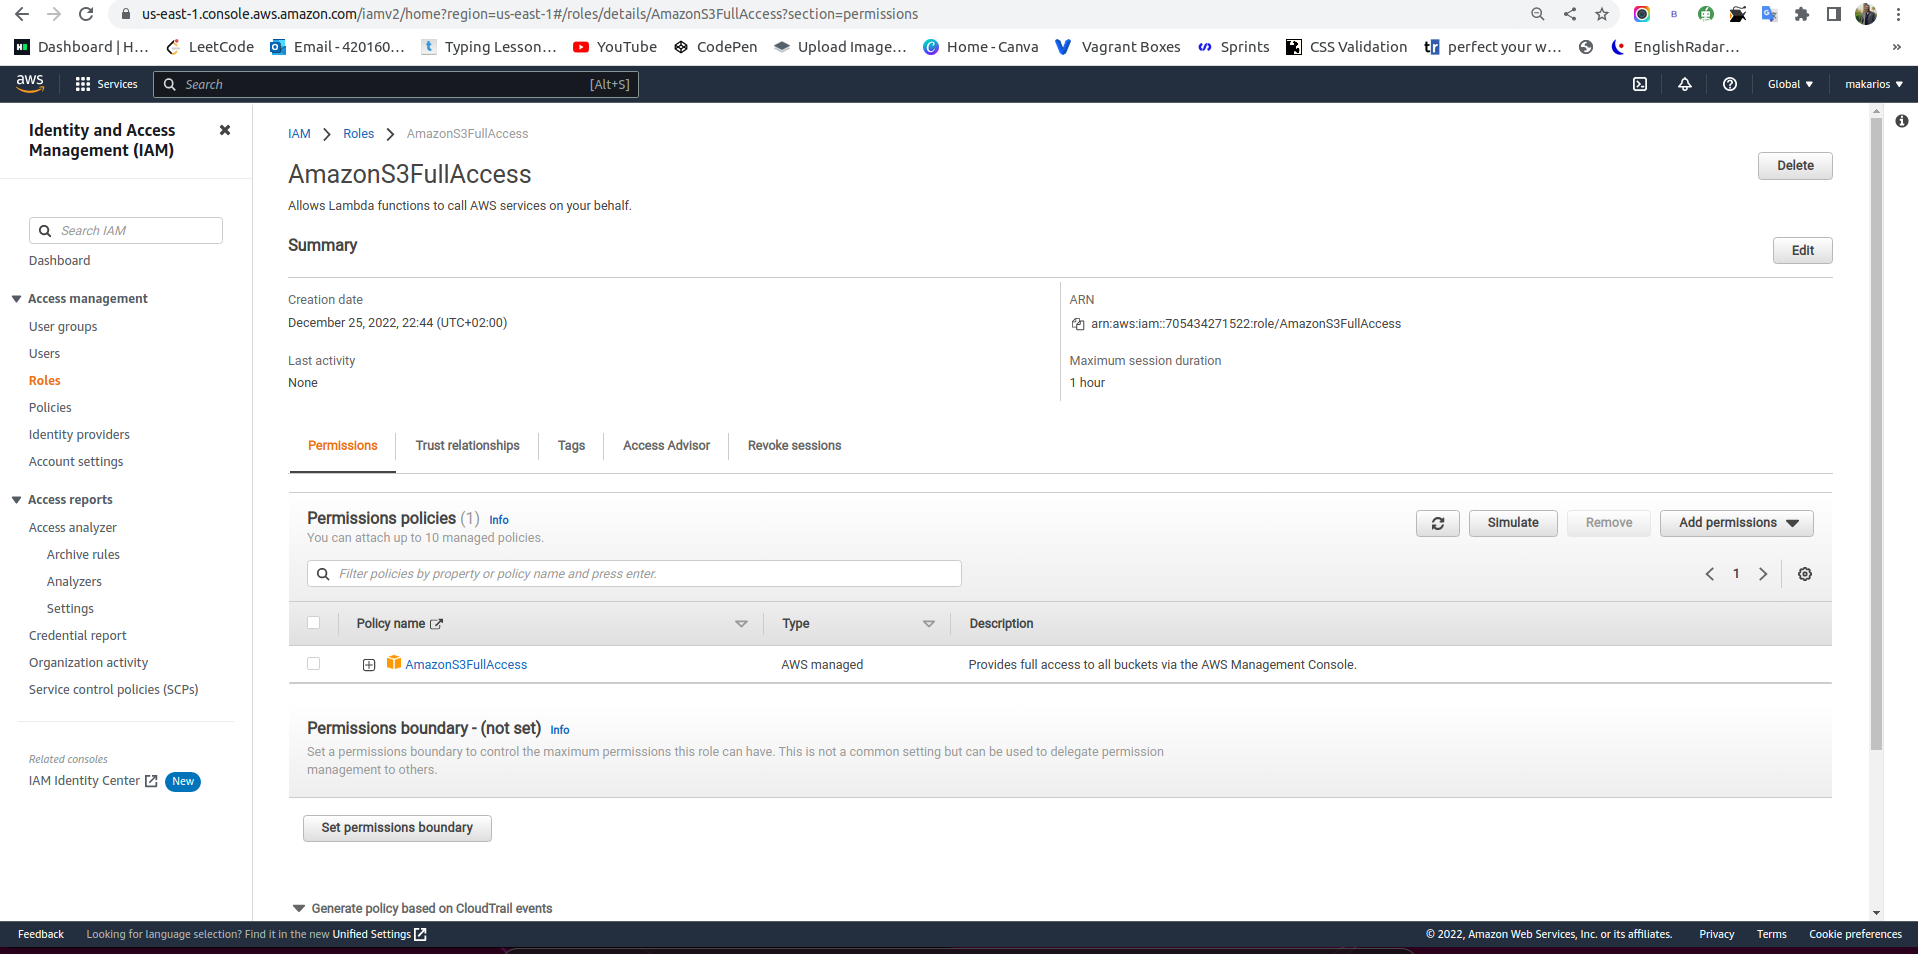 us-east-1.console.aws.amazon.com/iamv2/home?region=us-east-1#/roles/details/AmazonS3FullAccess?section=permissions
Dashboard | H... LeetCode Email - 420160... Typing Lesson... YouTube CodePen Upload Image... Home - Canva Vagrant Boxes Sprints CSS Validation perfect your w... EnglishRadar... »
aws Services Search [Alt+S] Global makarios
Identity and Access
Management (IAM)
Search IAM
Dashboard
Access management
User groups
Users
Roles
Policies
Identity providers
Account settings
Access reports
Access analyzer
Archive rules
Analyzers
Settings
Credential report
Organization activity
Service control policies (SCPs)
Related consoles
IAM Identity Center New
IAM Roles AmazonS3FullAccess
AmazonS3FullAccess
Delete
Allows Lambda functions to call AWS services on your behalf.
Summary
Edit
Creation date
December 25, 2022, 22:44 (UTC+02:00)
ARN
arn:aws:iam::705434271522:role/AmazonS3FullAccess
Last activity
None
Maximum session duration
1 hour
Permissions Trust relationships Tags Access Advisor Revoke sessions
Permissions policies (1) Info
You can attach up to 10 managed policies.
Simulate Remove Add permissions
Filter policies by property or policy name and press enter.
1
Policy name Type Description
AmazonS3FullAccess AWS managed Provides full access to all buckets via the AWS Management Console.
Permissions boundary - (not set) Info
Set a permissions boundary to control the maximum permissions this role can have. This is not a common setting but can be used to delegate permission
management to others.
Set permissions boundary
Generate policy based on CloudTrail events
Feedback Looking for language selection? Find it in the new Unified Settings © 2022, Amazon Web Services, Inc. or its affiliates. Privacy Terms Cookie preferences